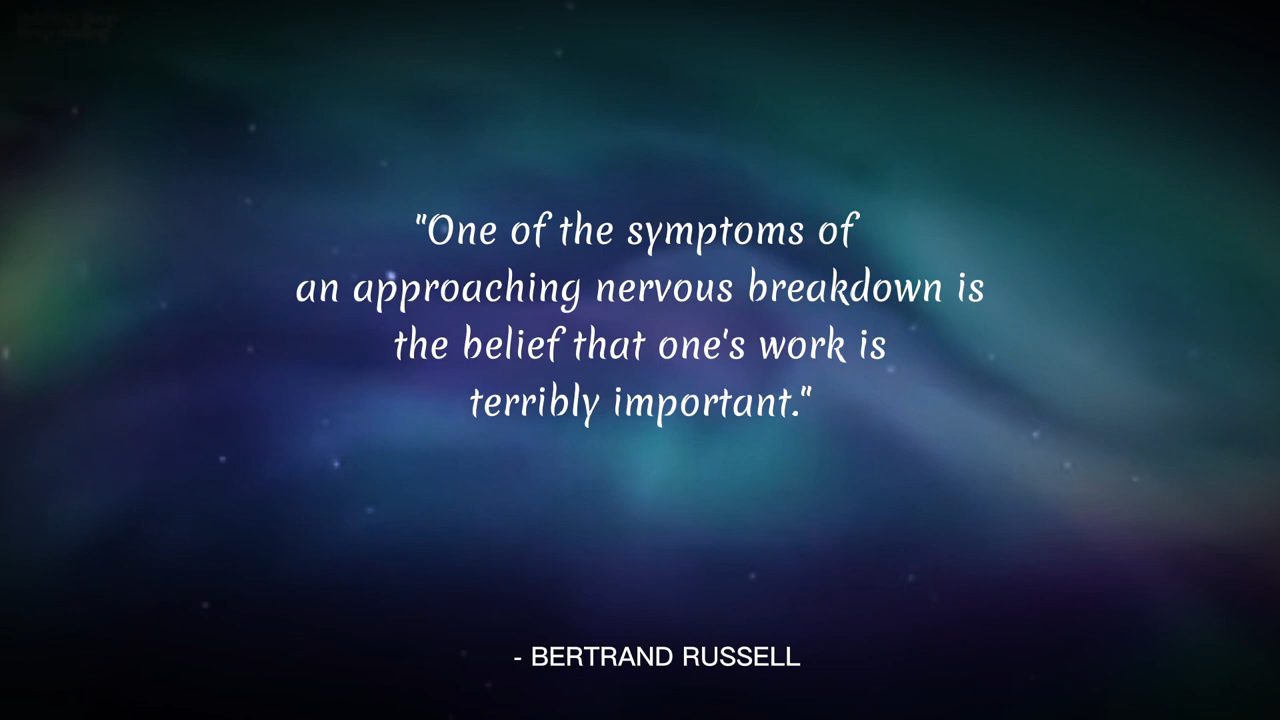 "One of the symptoms of
an approaching nervous breakdown is
the belief that one's work is
terribly important."
- BERTRAND RUSSELL